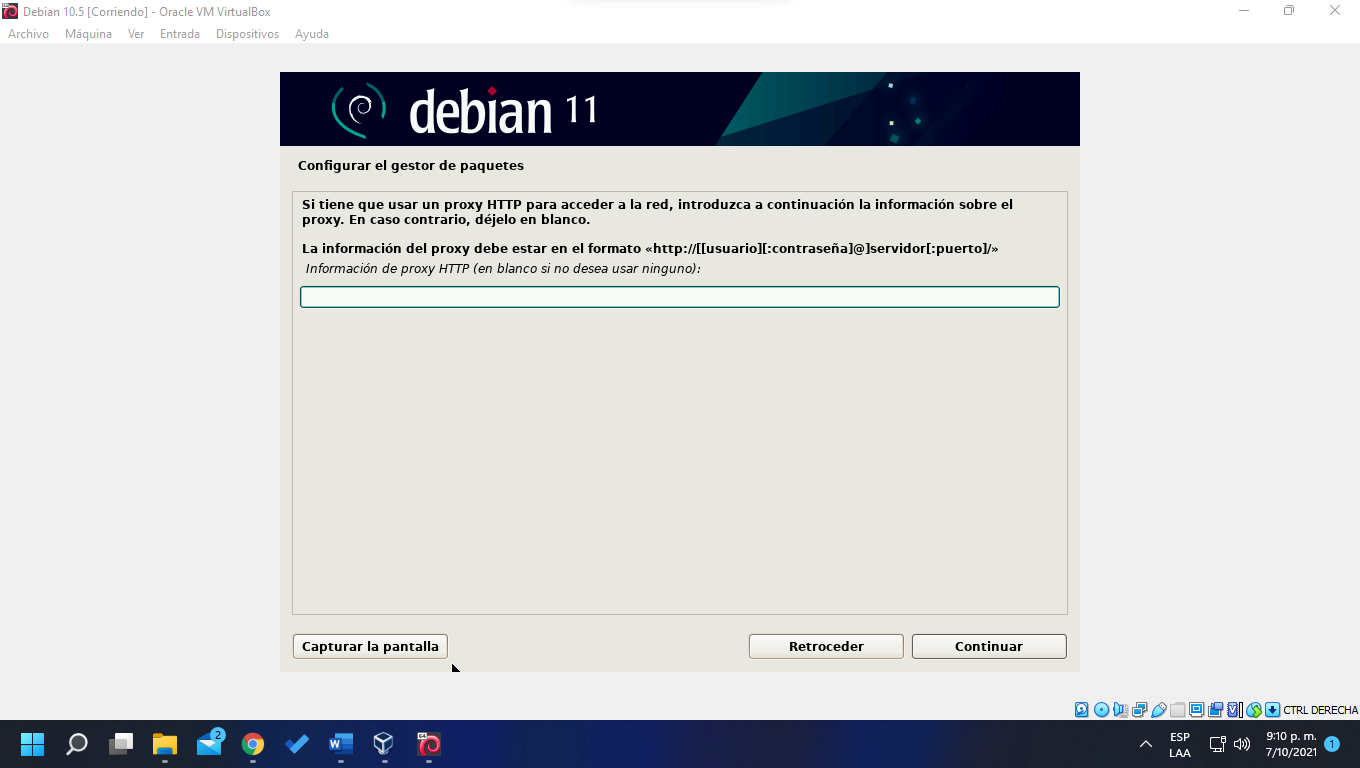 Debian 10.5 [Corriendo] - Oracle VM VirtualBox
Archivo Máquina Ver Entrada Dispositivos Ayuda
debian 11
Configurar el gestor de paquetes
Si tiene que usar un proxy HTTP para acceder a la red, introduzca a continuación la información sobre el
proxy. En caso contrario, déjelo en blanco.
La información del proxy debe estar en el formato «http://[[usuario][:contraseña]@]servidor[:puerto]/»
Información de proxy HTTP (en blanco si no desea usar ninguno):
Capturar la pantalla Retroceder Continuar
CTRL DERECHA
2
64
ESP
LAA
9:10 p. m.
7/10/2021
1